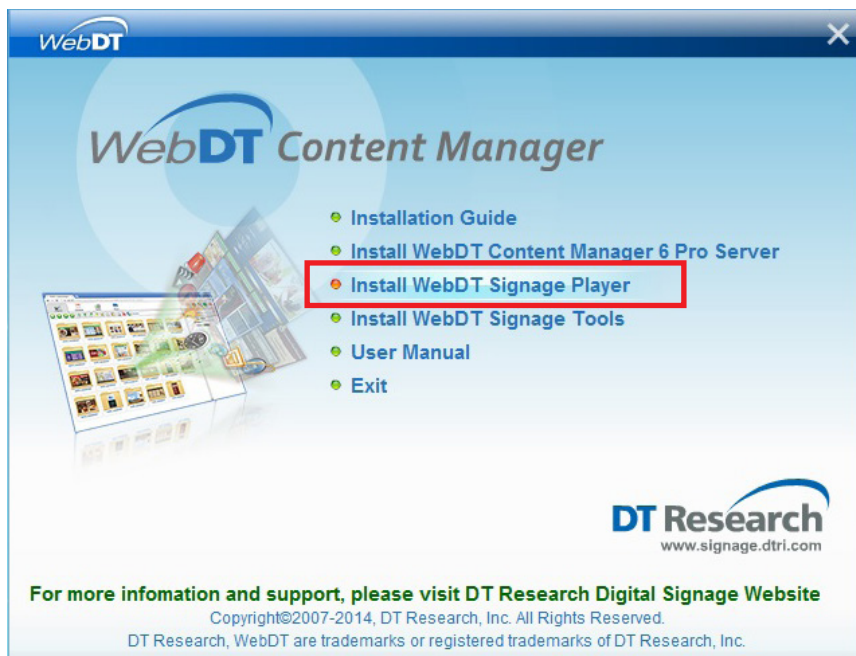 WebDT
WebDT Content Manager
Installation Guide
Install WebDT Content Manager 6 Pro Server
Install WebDT Signage Player
Install WebDT Signage Tools
User Manual
Exit
DT Research
www.signage.dtri.com
For more infomation and support, please visit DT Research Digital Signage Website
Copyright©2007-2014, DT Research, Inc. All Rights Reserved.
DT Research, WebDT are trademarks or registered trademarks of DT Research, Inc.